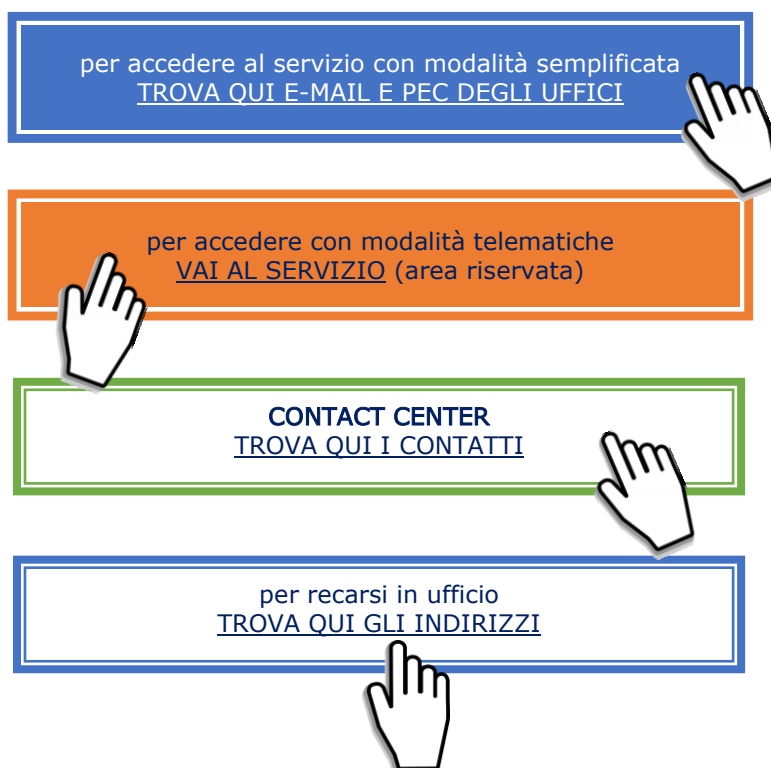 per accedere al servizio con modalità semplificata
TROVA QUI E-MAIL E PEC DEGLI UFFICI
per accedere con modalità telematiche
VAI AL SERVIZIO (area riservata)
CONTACT CENTER
TROVA QUI I CONTATTI
per recarsi in ufficio
TROVA QUI GLI INDIRIZZI